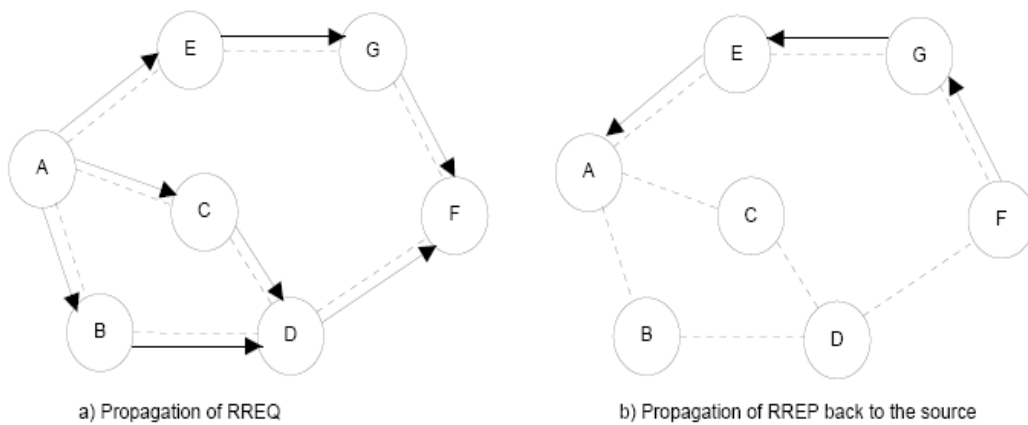 E
G
A
C
F
B
D
a) Propagation of RREQ
E
G
A
C
F
B
D
b) Propagation of RREP back to the source